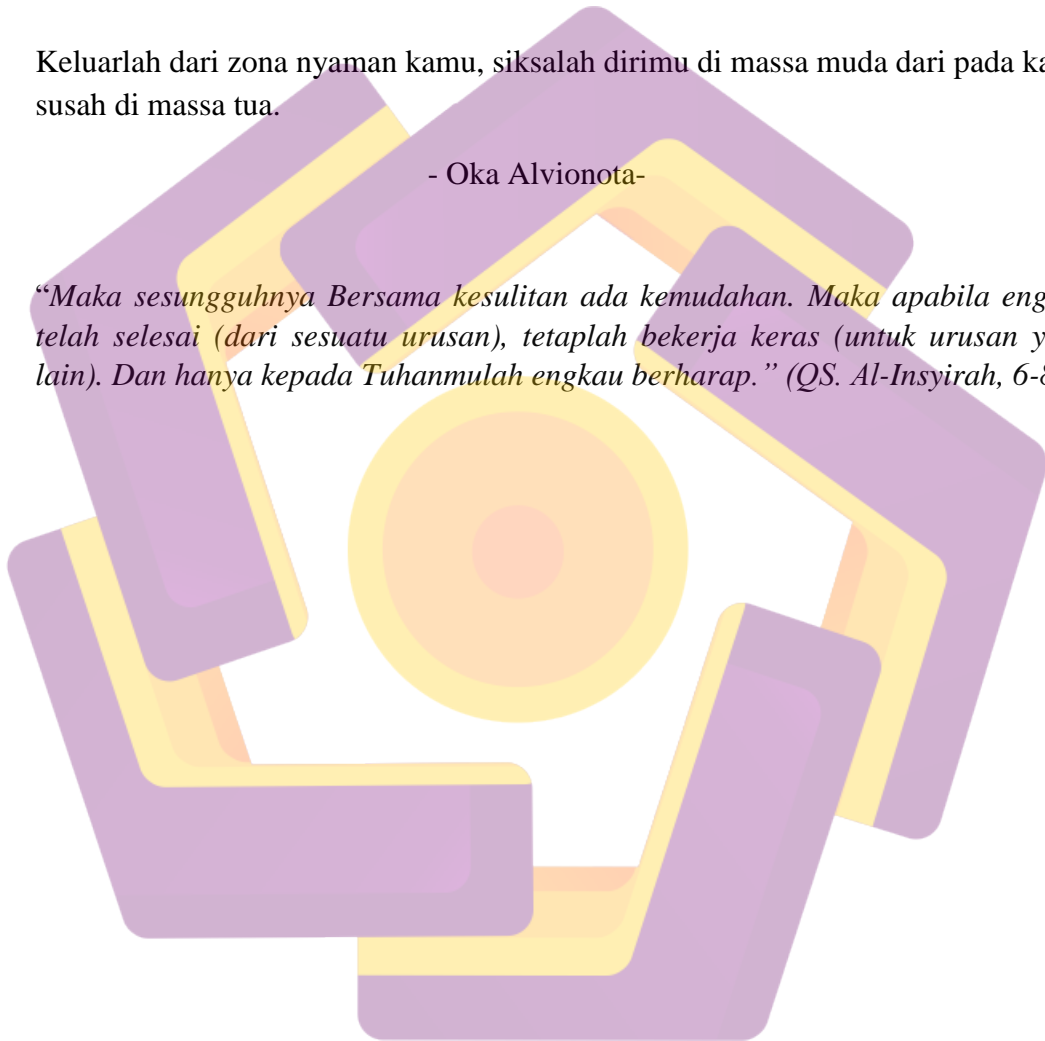 Keluarlah dari zona nyaman kamu, siksalah dirimu di massa muda dari pada ka
susah di massa tua.
- Oka Alvionota-
“Maka sesungguhnya Bersama kesulitan ada kemudahan. Maka apabila eng
telah selesai (dari sesuatu urusan), tetaplah bekerja keras (untuk urusan y
lain). Dan hanya kepada Tuhanmulah engkau berharap.” (QS. Al-Insyirah, 6-8